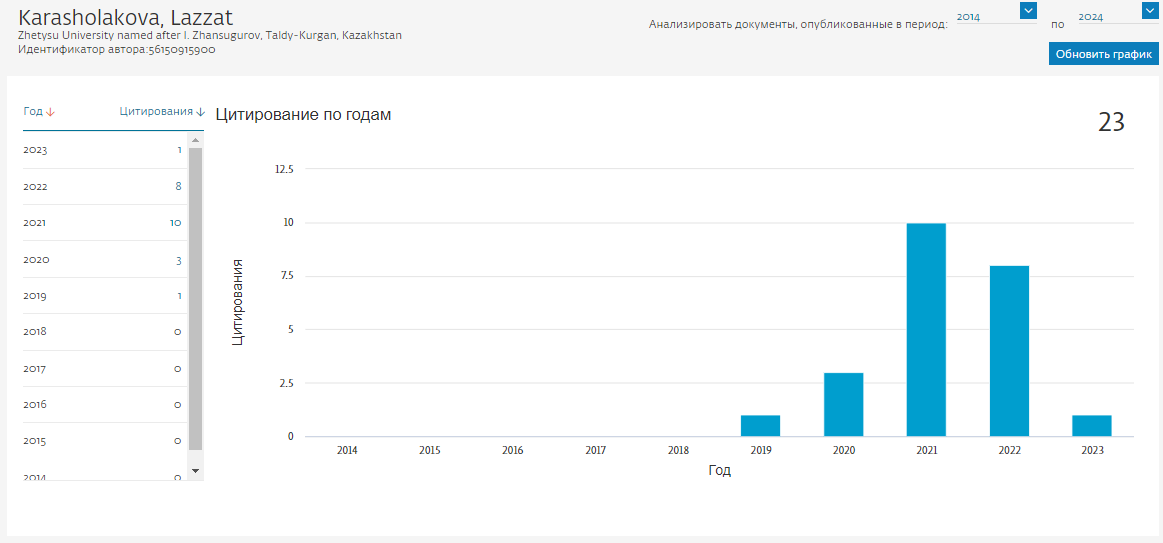 Karasholakova, Lazzat
Zhetysu University named after I. Zhansugurov, Taldy-Kurgan, Kazakhstan
Идентификатор автора:56150915900
Анализировать документы, опубликованные в период: 2014 по 2024
Обновить график
Год Цитирования
2023 1
2022 8
2021 10
2020 3
2019 1
2018 0
2017 0
2016 0
2015 0
2014 0
Цитирование по годам
23
Цитирования
12.5
10
7.5
5
2.5
0
2014 2015 2016 2017 2018 2019 2020 2021 2022 2023
Год